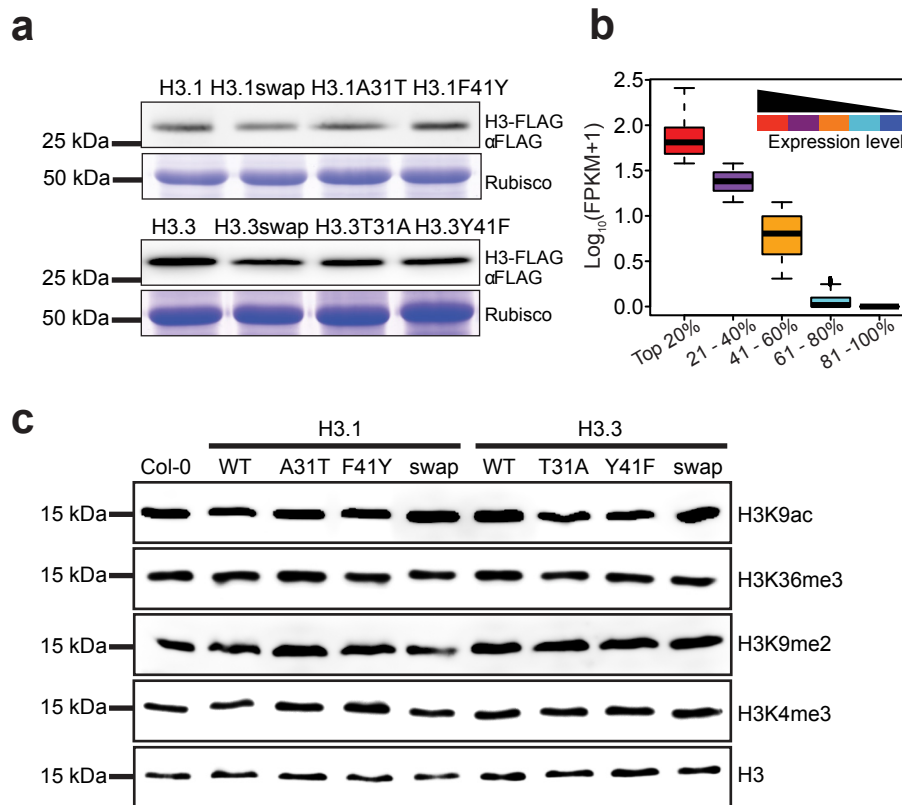 a
H3.1 H3.1swap H3.1A31T H3.1F41Y
25 kDa
H3-FLAG
αFLAG
50 kDa
Rubisco
H3.3 H3.3swap H3.3T31A H3.3Y41F
25 kDa
H3-FLAG
αFLAG
50 kDa
Rubisco
b
Log10(FPKM+1)
2.5
2.0
1.5
1.0
0.5
0.0
Expression level
Top 20%
21 - 40%
41 - 60%
61 - 80%
81 -100%
c
H3.1 H3.3
Col-0 WT A31T F41Y swap WT T31A Y41F swap
15 kDa H3K9ac
15 kDa H3K36me3
15 kDa H3K9me2
15 kDa H3K4me3
15 kDa H3